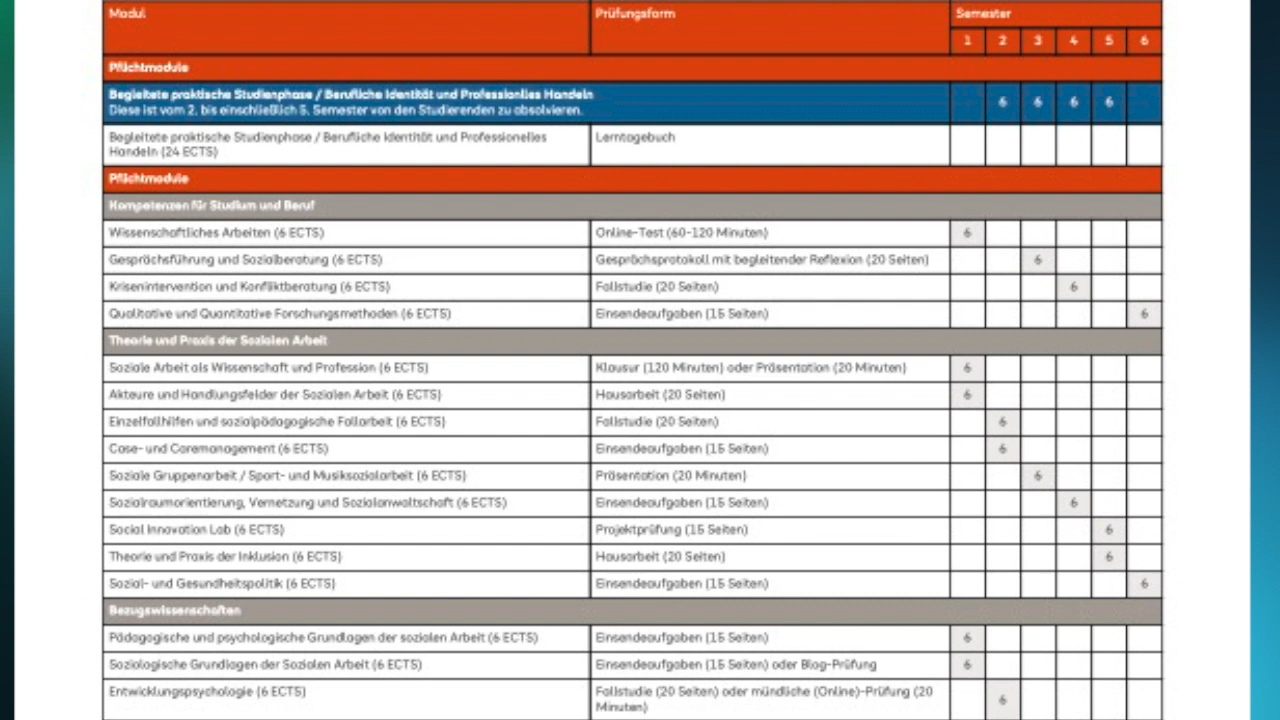 Modul Prüfungsform Semester
1 2 3 4 5 6
Pflichtmodule
Begleitete praktische Studienphase / Berufliche Identität und Professionlles Handeln
Diese ist vom 2. bis einschließlich 5. Semester von den Studierenden zu absolvieren.
6 6 6 6
Begleitete praktische Studienphase / Berufliche Identität und Professionelles
Handeln (24 ECTS)
Lerntagebuch
Pflichtmodule
Kompetenzen für Studium und Beruf
Wissenschaftliches Arbeiten (6 ECTS) Online-Test (60-120 Minuten) 6
Gesprächsführung und Sozialberatung (6 ECTS) Gesprächsprotokoll mit begleitender Reflexion (20 Seiten) 6
Krisenintervention und Konfliktberatung (6 ECTS) Fallstudie (20 Seiten) 6
Qualitative und Quantitative Forschungsmethoden (6 ECTS) Einsendeaufgaben (15 Seiten) 6
Theorie und Praxis der Sozialen Arbeit
Soziale Arbeit als Wissenschaft und Profession (6 ECTS) Klausur (120 Minuten) oder Präsentation (20 Minuten) 6
Akteure und Handlungsfelder der Sozialen Arbeit (6 ECTS) Hausarbeit (20 Seiten) 6
Einzelfallhilfen und sozialpädagogische Fallarbeit (6 ECTS) Fallstudie (20 Seiten) 6
Case- und Caremanagement (6 ECTS) Einsendeaufgaben (15 Seiten) 6
Soziale Gruppenarbeit / Sport- und Musiksozialarbeit (6 ECTS) Präsentation (20 Minuten) 6
Sozialraumorientierung, Vernetzung und Sozialanwaltschaft (6 ECTS) Einsendeaufgaben (15 Seiten) 6
Social Innovation Lab (6 ECTS) Projektprüfung (15 Seiten) 6
Theorie und Praxis der Inklusion (6 ECTS) Hausarbeit (20 Seiten) 6
Sozial- und Gesundheitspolitik (6 ECTS) Einsendeaufgaben (15 Seiten) 6
Bezugswissenschaften
Pädagogische und psychologische Grundlagen der sozialen Arbeit (6 ECTS) Einsendeaufgaben (15 Seiten) 6
Soziologische Grundlagen der Sozialen Arbeit (6 ECTS) Einsendeaufgaben (15 Seiten) oder Blog-Prüfung 6
Entwicklungspsychologie (6 ECTS) Fallstudie (20 Seiten) oder mündliche (Online)-Prüfung (20
Minuten) 6